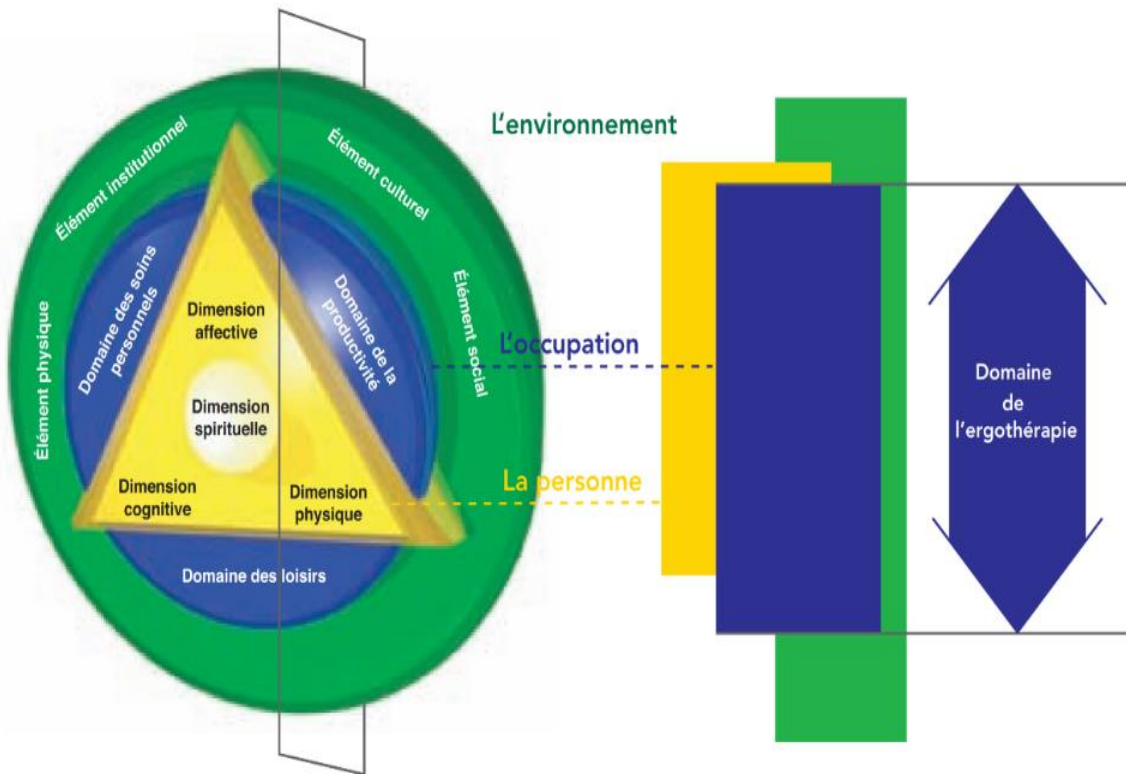 Élément institutionnel
Élément culturel
Élément physique
Élément social
Domaine des soins
personnels
Domaine de la
productivité
Dimension
affective
Dimension
spirituelle
Dimension
cognitive
Dimension
physique
Domaine des loisirs
L'environnement
L'occupation
La personne
Domaine
de
l'ergothérapie